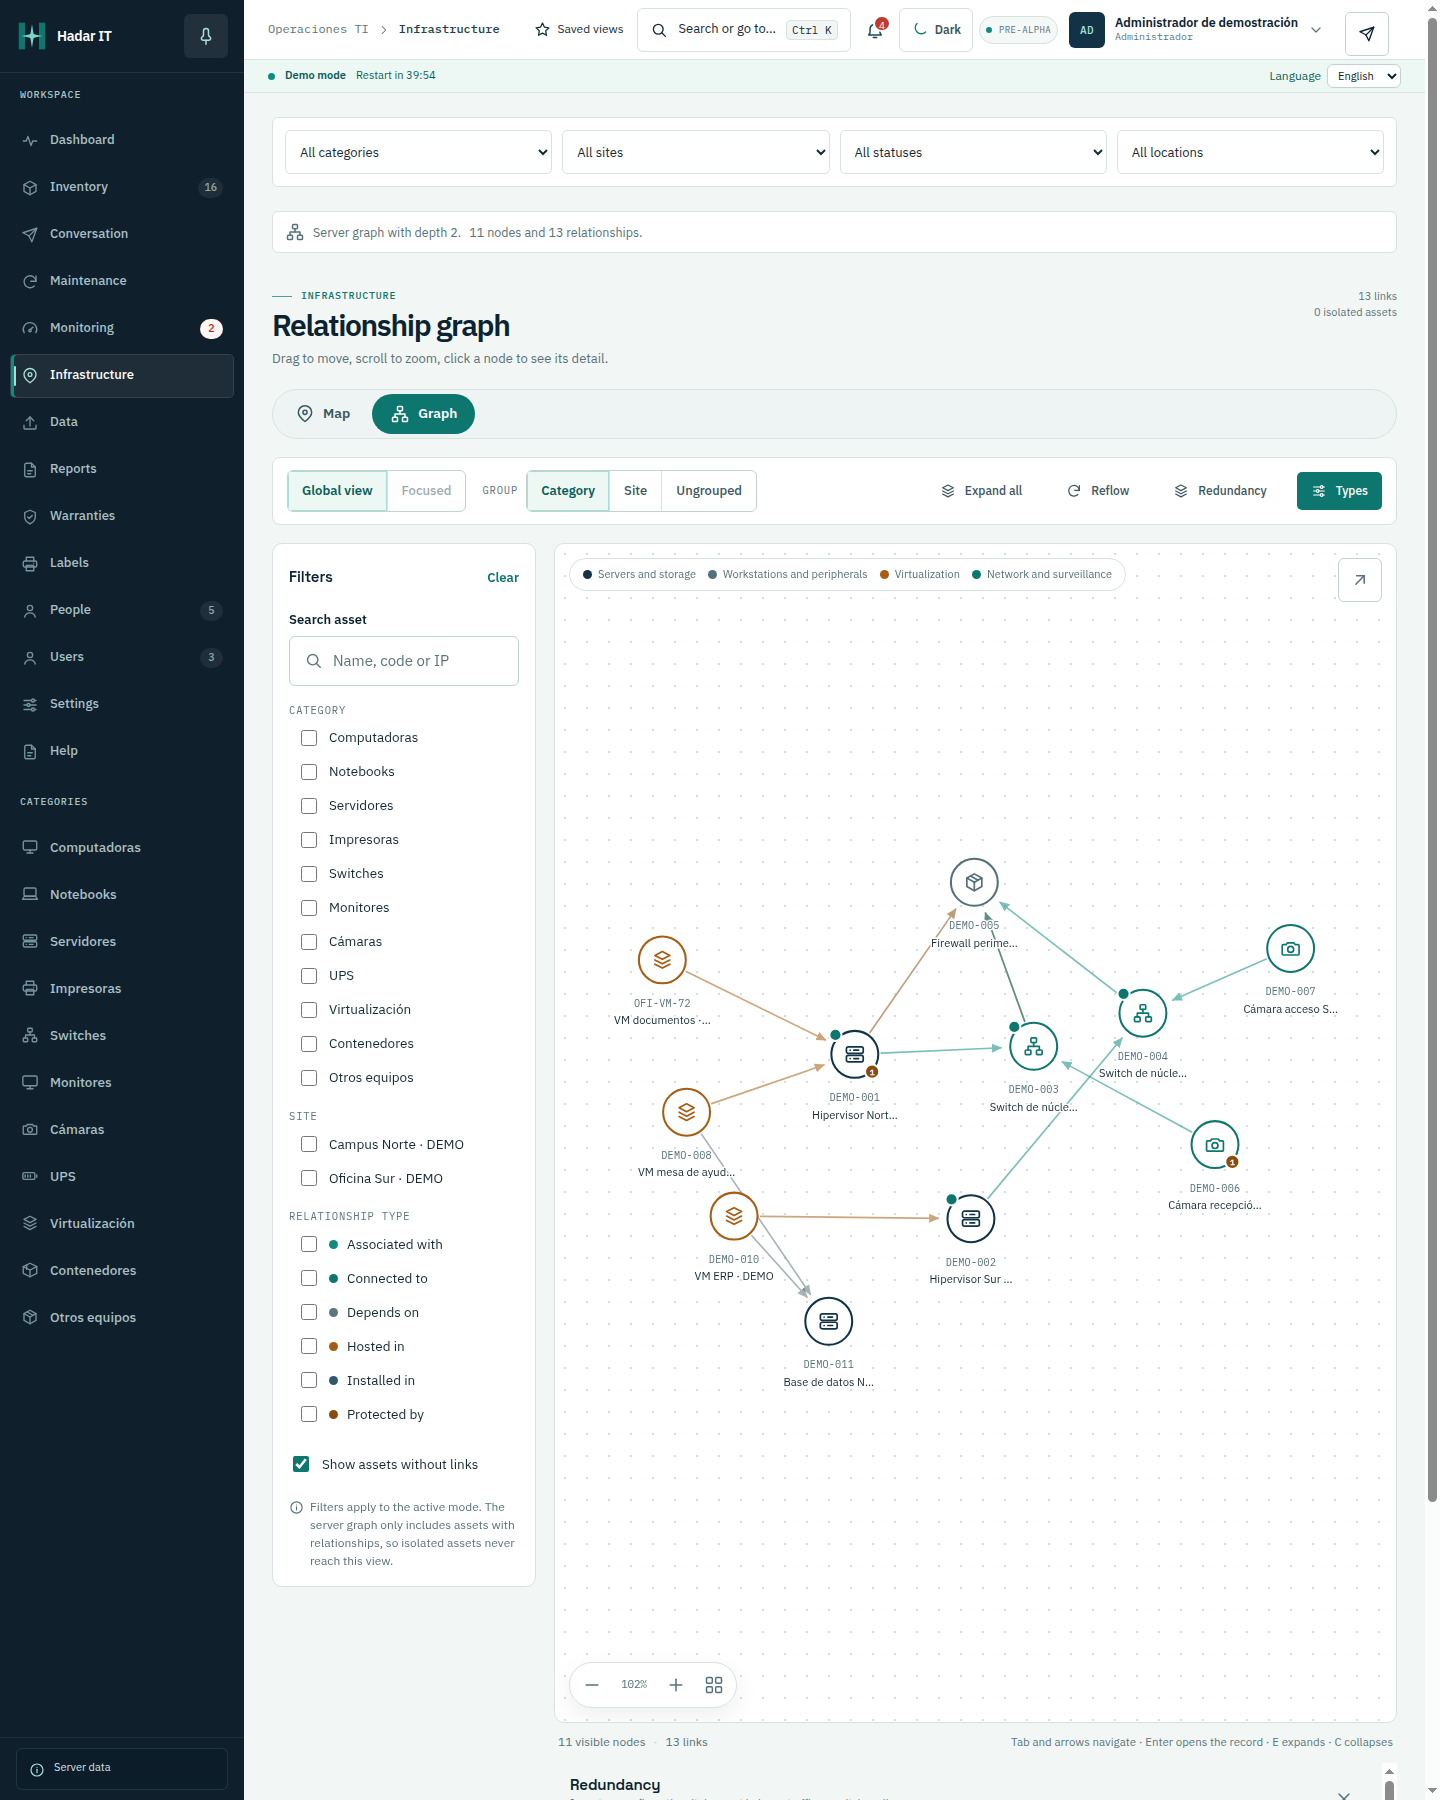 Hadar IT
WORKSPACE
Dashboard
Inventory 16
Conversation
Maintenance
Monitoring 2
Infrastructure
Data
Reports
Warranties
Labels
People 5
Users 3
Settings
Help
CATEGORIES
Computadoras
Notebooks
Servidores
Impresoras
Switches
Monitores
Cámaras
UPS
Virtualización
Contenedores
Otros equipos
Server data
Operaciones TI > Infrastructure
Saved views
Search or go to... Ctrl K
4
Dark
PRE-ALPHA
AD
Administrador de demostración
Administrador
Demo mode Restart in 39:54
Language English
All categories
All sites
All statuses
All locations
Server graph with depth 2. 11 nodes and 13 relationships.
INFRASTRUCTURE
Relationship graph
Drag to move, scroll to zoom, click a node to see its detail.
13 links
0 isolated assets
Map
Graph
Global view
Focused
GROUP
Category
Site
Ungrouped
Expand all
Reflow
Redundancy
Types
Filters
Clear
Search asset
Name, code or IP
CATEGORY
Computadoras
Notebooks
Servidores
Impresoras
Switches
Monitores
Cámaras
UPS
Virtualización
Contenedores
Otros equipos
SITE
Campus Norte · DEMO
Oficina Sur · DEMO
RELATIONSHIP TYPE
Associated with
Connected to
Depends on
Hosted in
Installed in
Protected by
Show assets without links
Filters apply to the active mode. The
server graph only includes assets with
relationships, so isolated assets never
reach this view.
Servers and storage
Workstations and peripherals
Virtualization
Network and surveillance
DEMO-005
Firewall perime...
OFI-VM-72
VM documentos ·...
DEMO-007
Cámara acceso S...
DEMO-004
Switch de núcle...
1
DEMO-001
Hipervisor Nort...
DEMO-003
Switch de núcle...
DEMO-008
VM mesa de ayud...
1
DEMO-006
Cámara recepció...
DEMO-010
VM ERP · DEMO
DEMO-002
Hipervisor Sur ...
DEMO-011
Base de datos N...
102%
11 visible nodes · 13 links
Tab and arrows navigate · Enter opens the record · E expands · C collapses
Redundancy